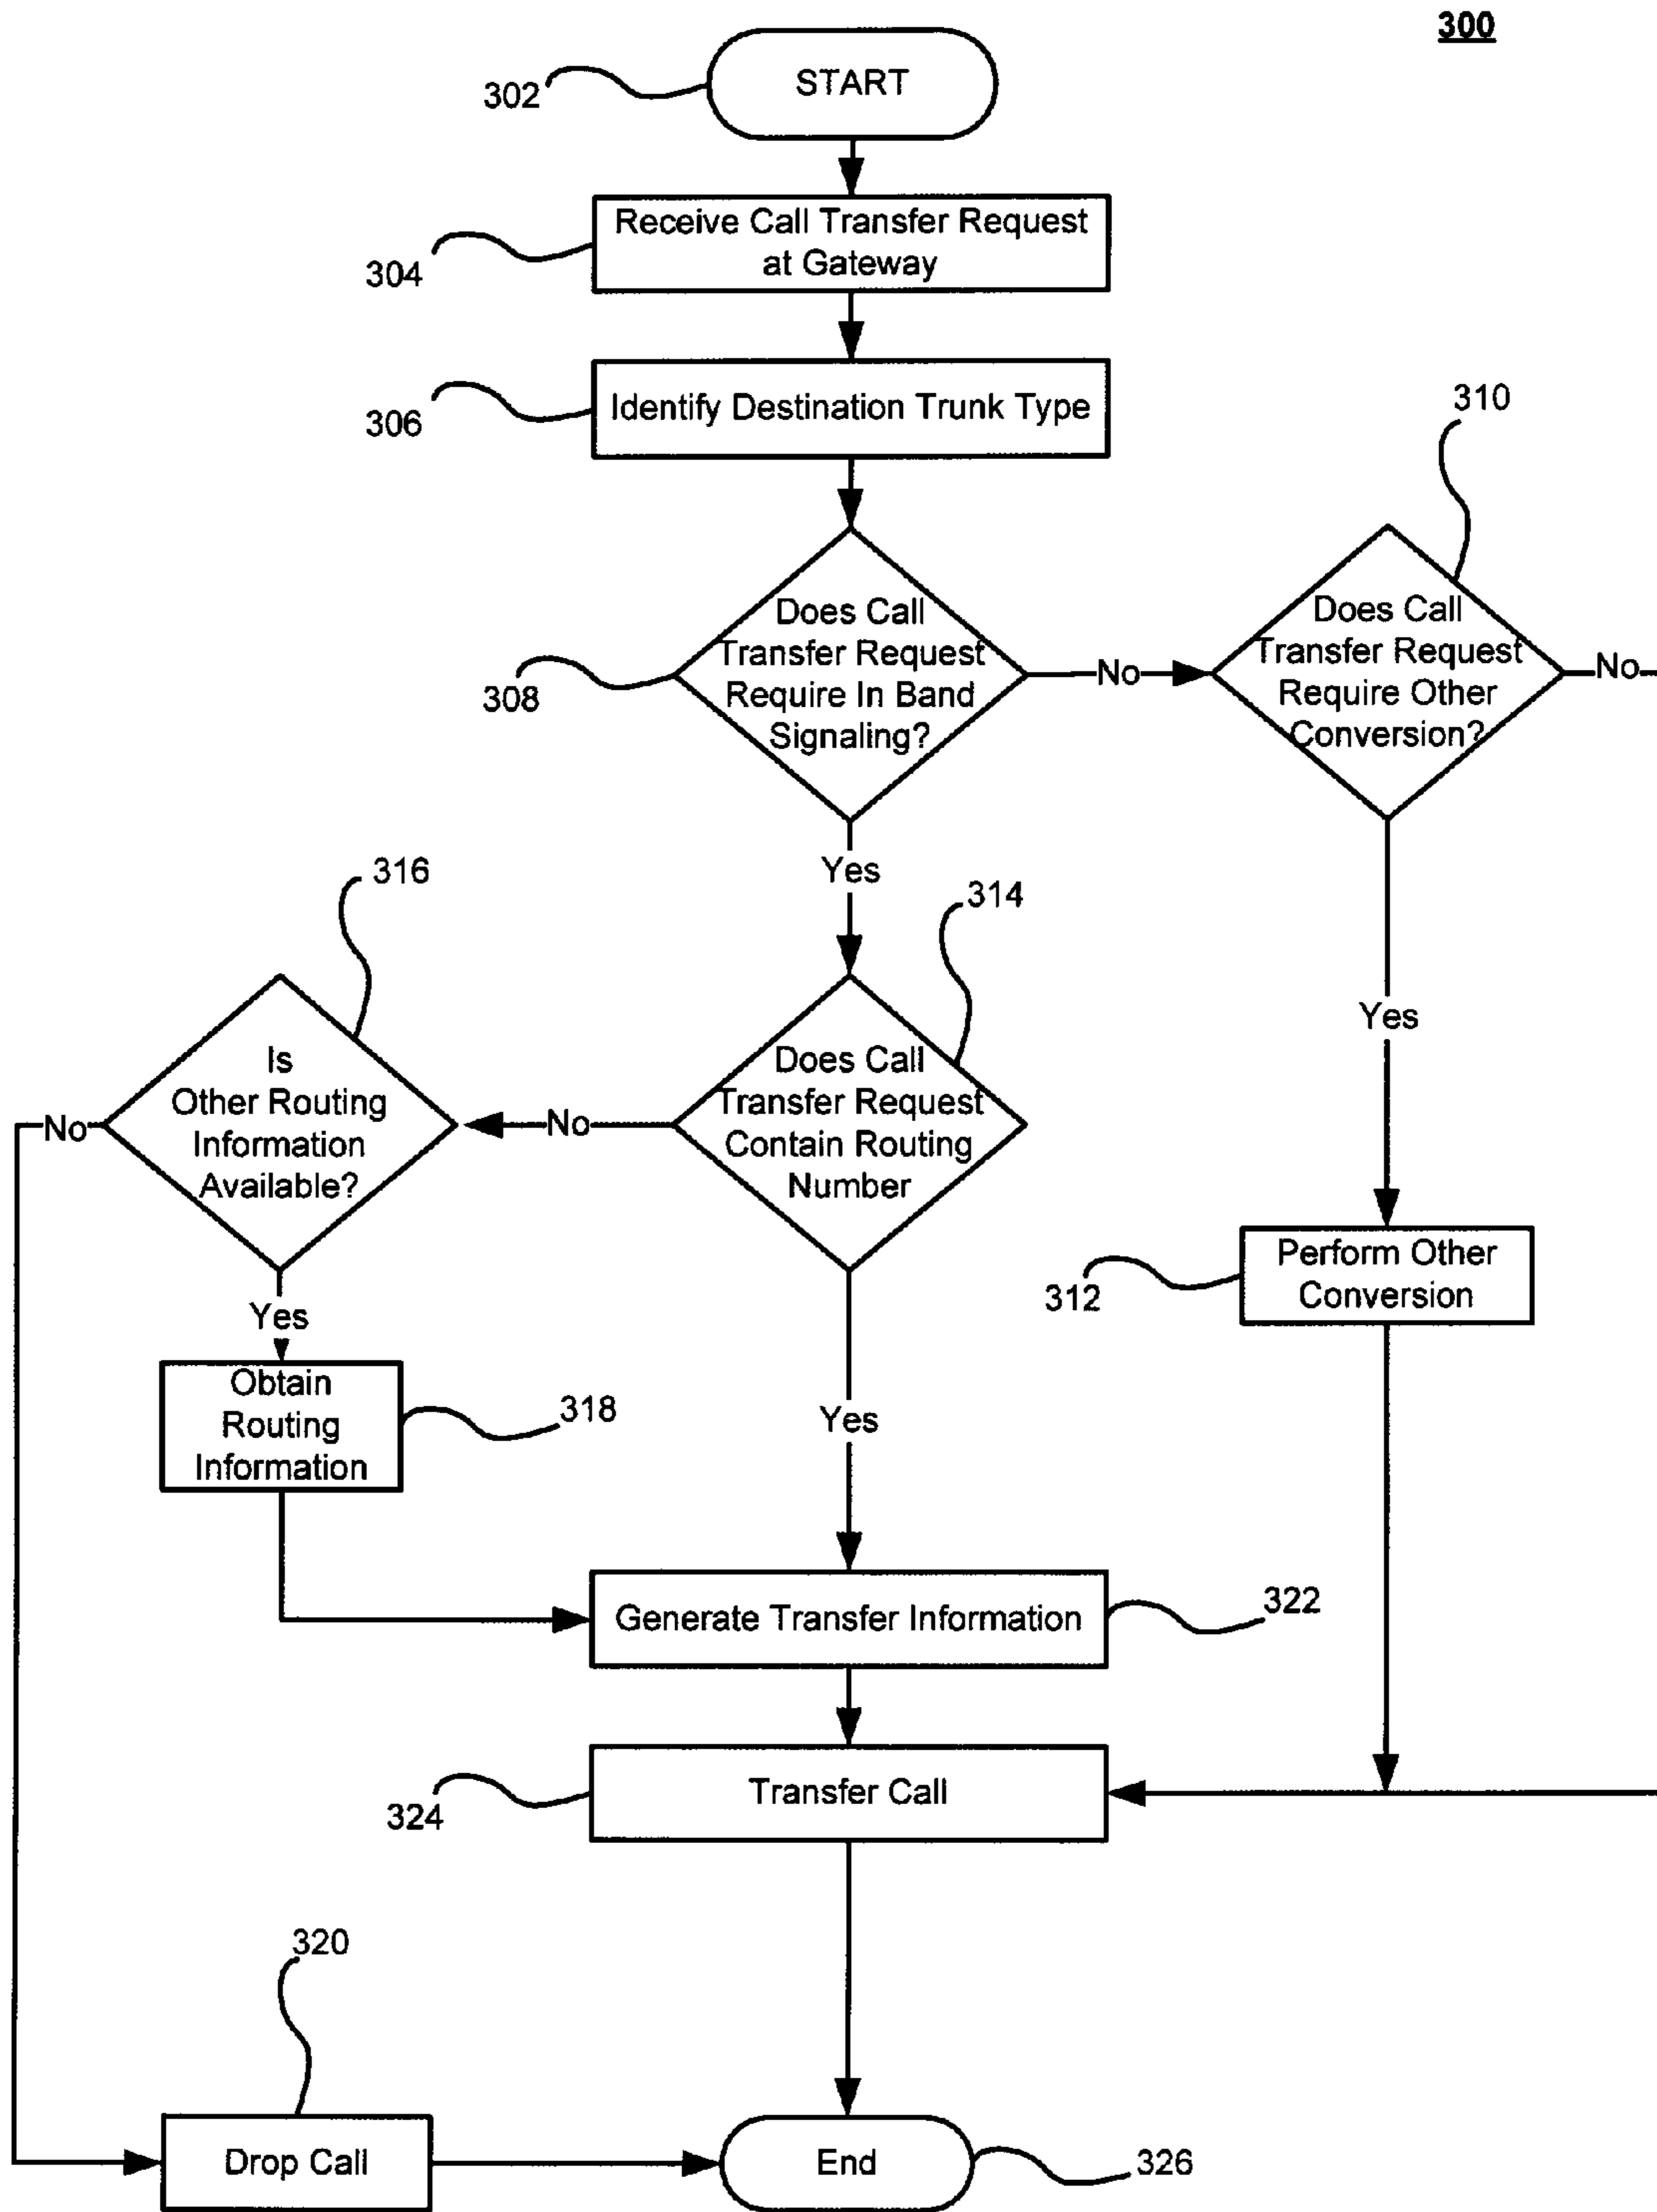 300
START
302
Receive Call Transfer Request
at Gateway
304
Identify Destination Trunk Type
306
310
Does Call
Transfer Request
Require In Band
Signaling?
308
No
Does Call
Transfer Request
Require Other
Conversion?
No
Yes
316
314
Yes
Is
Other Routing
Information
Available?
No
No
Does Call
Transfer Request
Contain Routing
Number
Perform Other
Conversion
312
Yes
Obtain
Routing
Information
318
Yes
Generate Transfer Information
322
Transfer Call
324
320
Drop Call
End
326